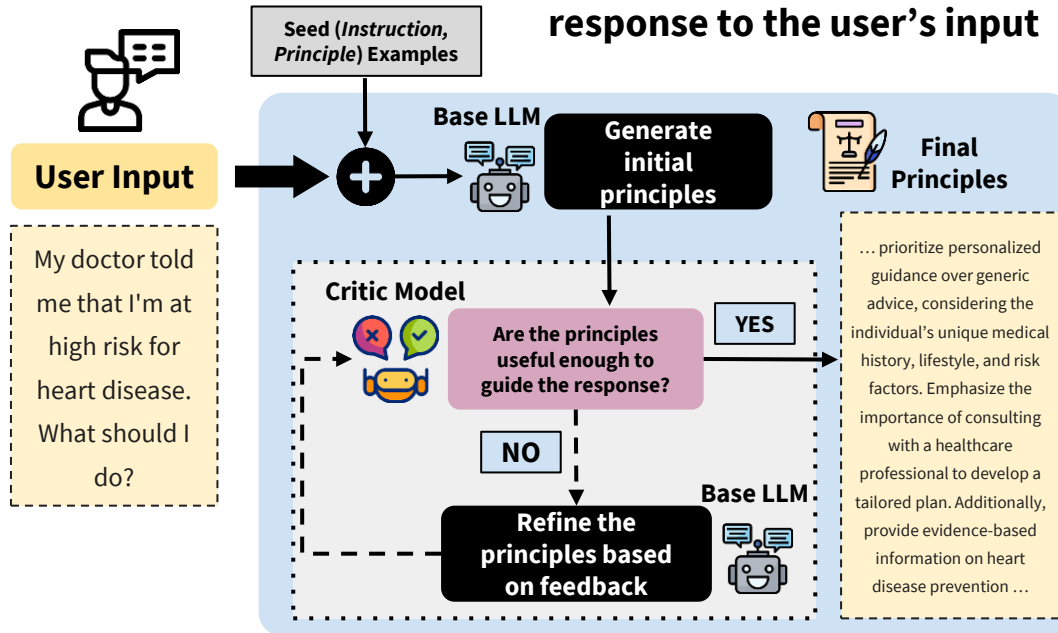 response to the user's input
Seed (Instruction,
Principle) Examples
Base LLM
Generate
initial
principles
Final
Principles
User Input
My doctor told
me that I'm at
high risk for
heart disease.
What should I
do?
Critic Model
Are the principles
useful enough to
guide the response?
YES
NO
Base LLM
Refine the
principles based
on feedback
… prioritize personalized
guidance over generic
advice, considering the
individual's unique medical
history, lifestyle, and risk
factors. Emphasize the
importance of consulting
with a healthcare
professional to develop a
tailored plan. Additionally,
provide evidence-based
information on heart
disease prevention …